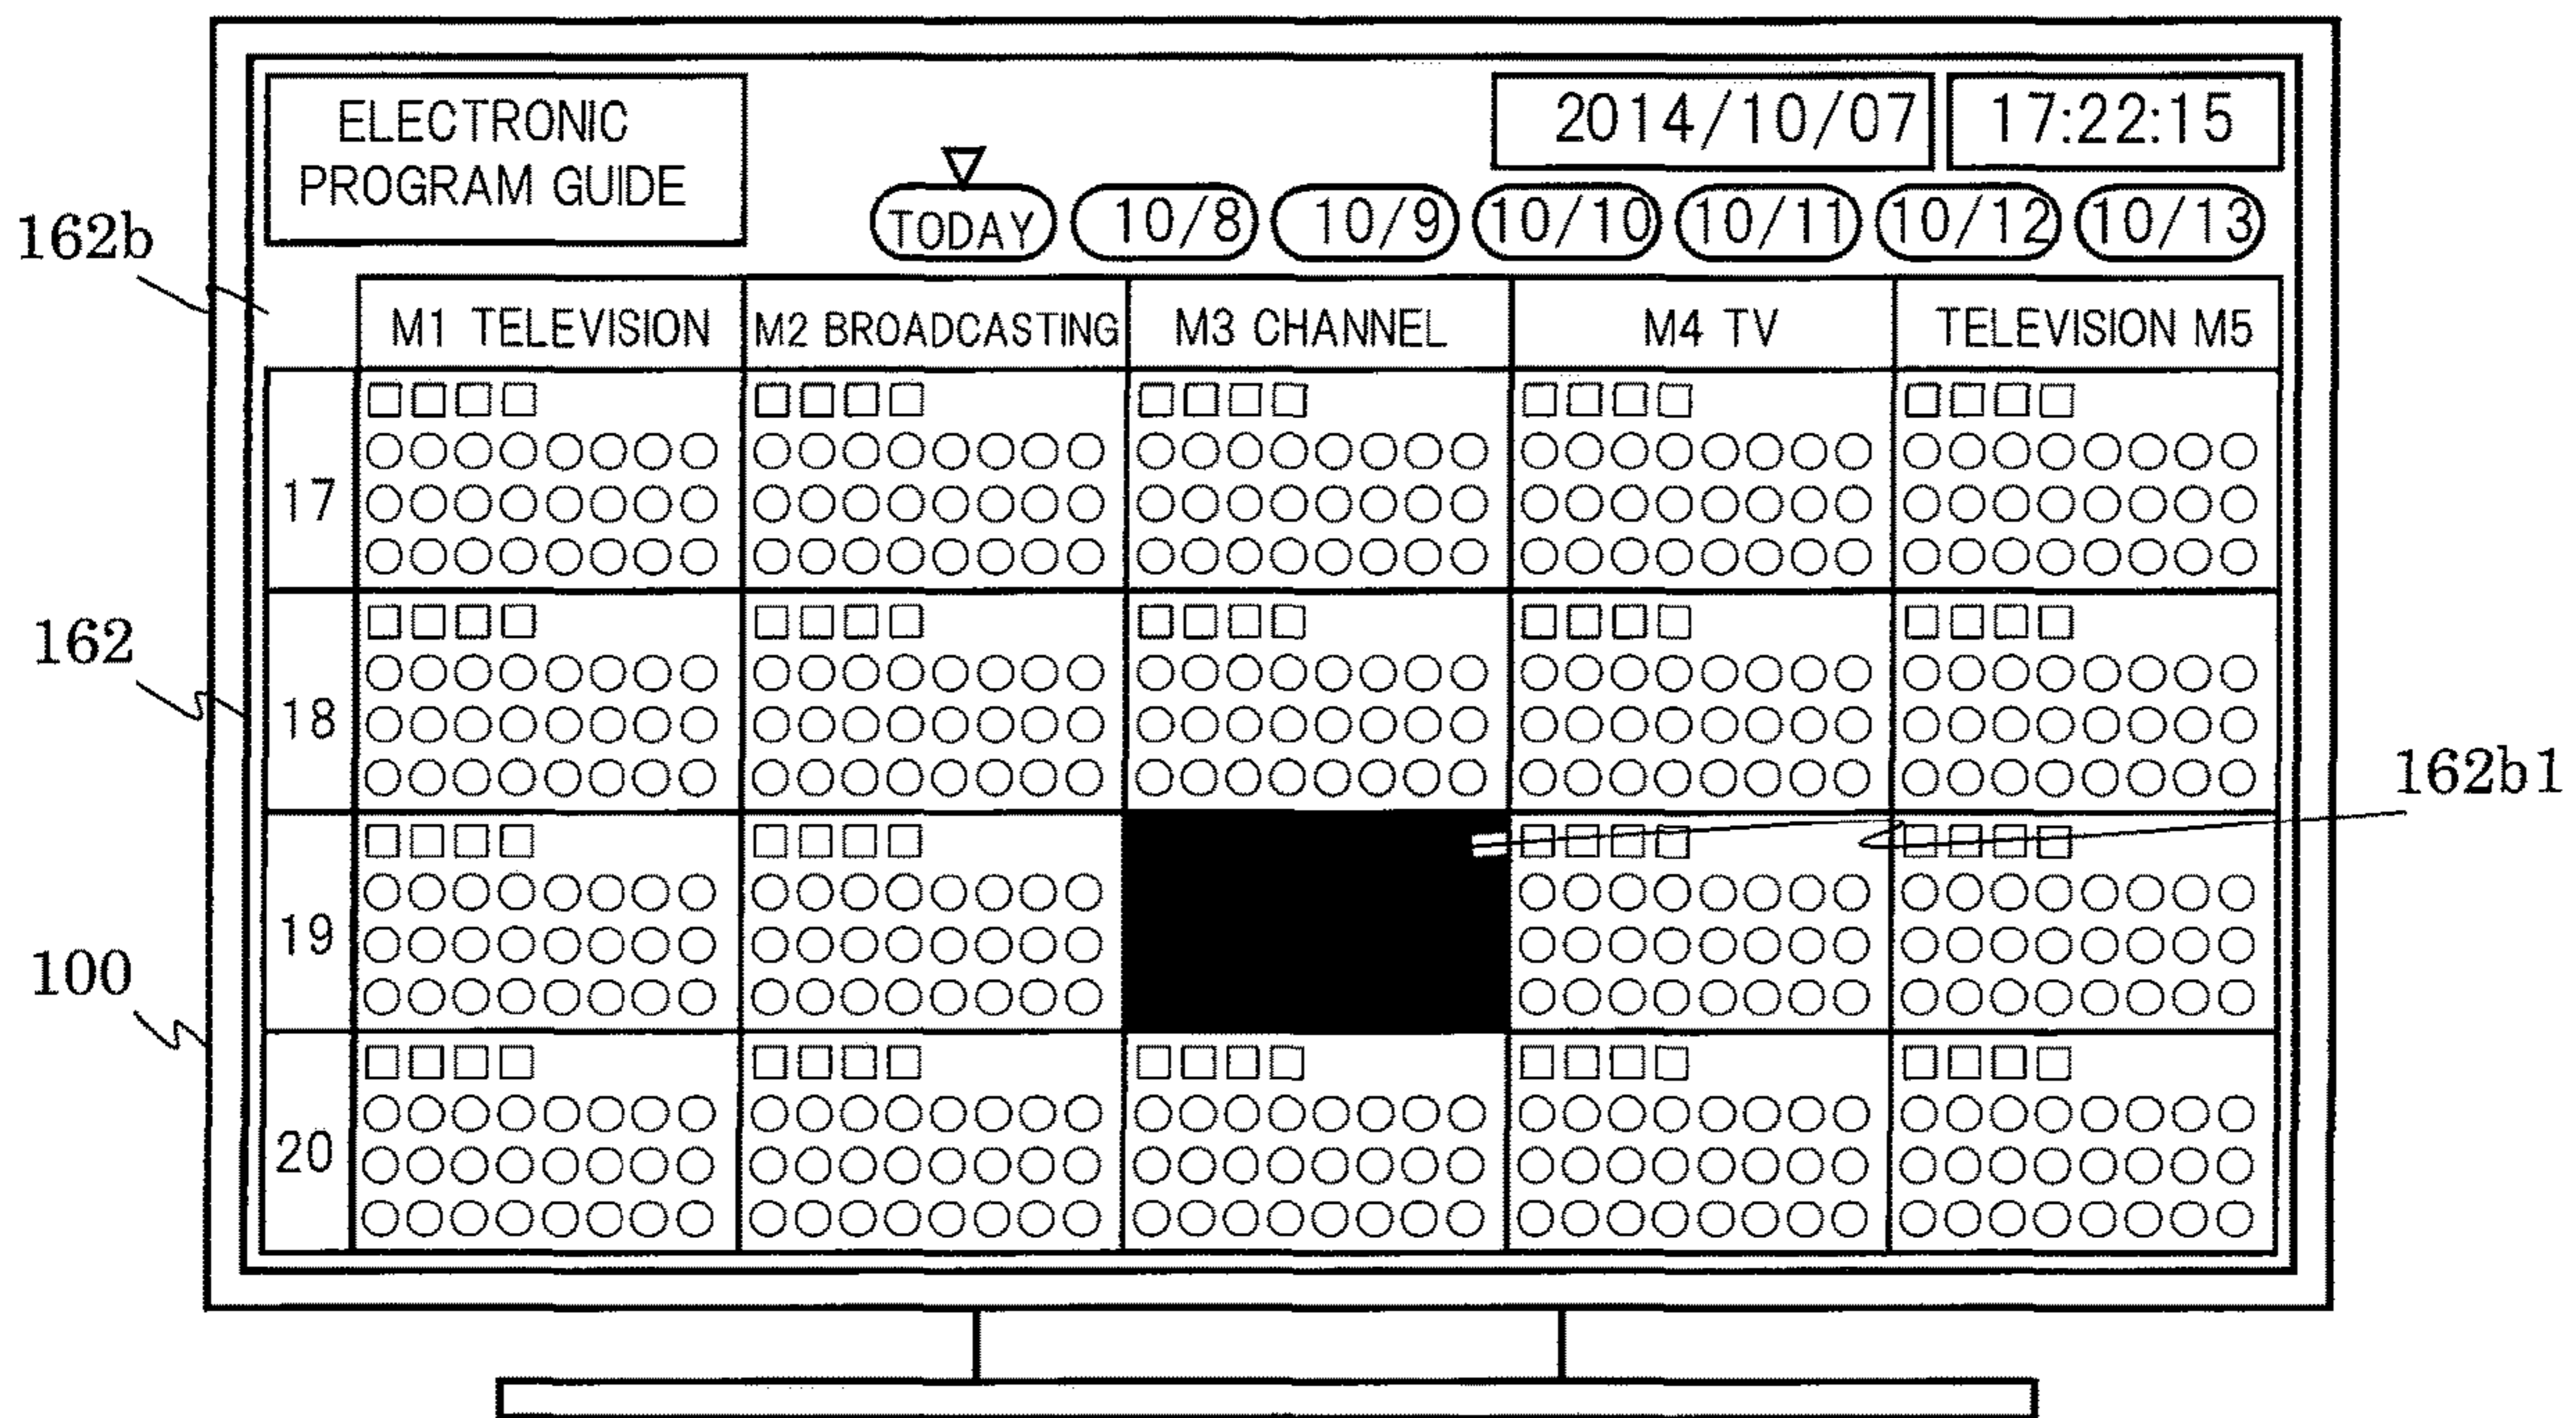 ELECTRONIC
PROGRAM GUIDE
2014/10/07 17:22:15
TODAY 10/8 10/9 10/10 10/11 10/12 10/13
162b
M1 TELEVISION M2 BROADCASTING M3 CHANNEL M4 TV TELEVISION M5
17
162
18
162b1
19
100
20